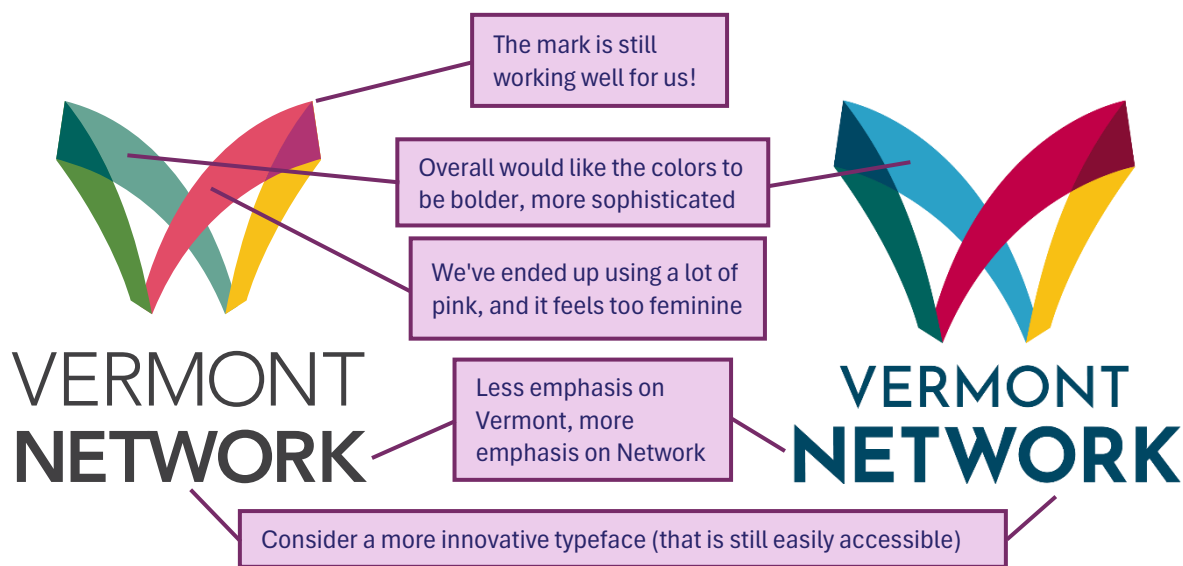 The mark is still
working well for us!
Overall would like the colors to
be bolder, more sophisticated
We've ended up using a lot of
pink, and it feels too feminine
VERMONT
NETWORK
Less emphasis on
Vermont, more
emphasis on Network
VERMONT
NETWORK
Consider a more innovative typeface (that is still easily accessible)